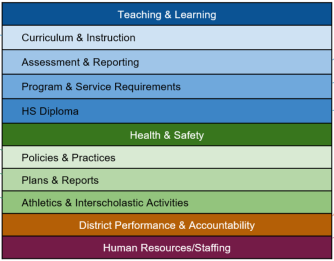 Teaching & Learning
Curriculum & Instruction
Assessment & Reporting
Program & Service Requirements
HS Diploma
Health & Safety
Policies & Practices
Plans & Reports
Athletics & Interscholastic Activities
District Performance & Accountability
Human Resources/Staffing